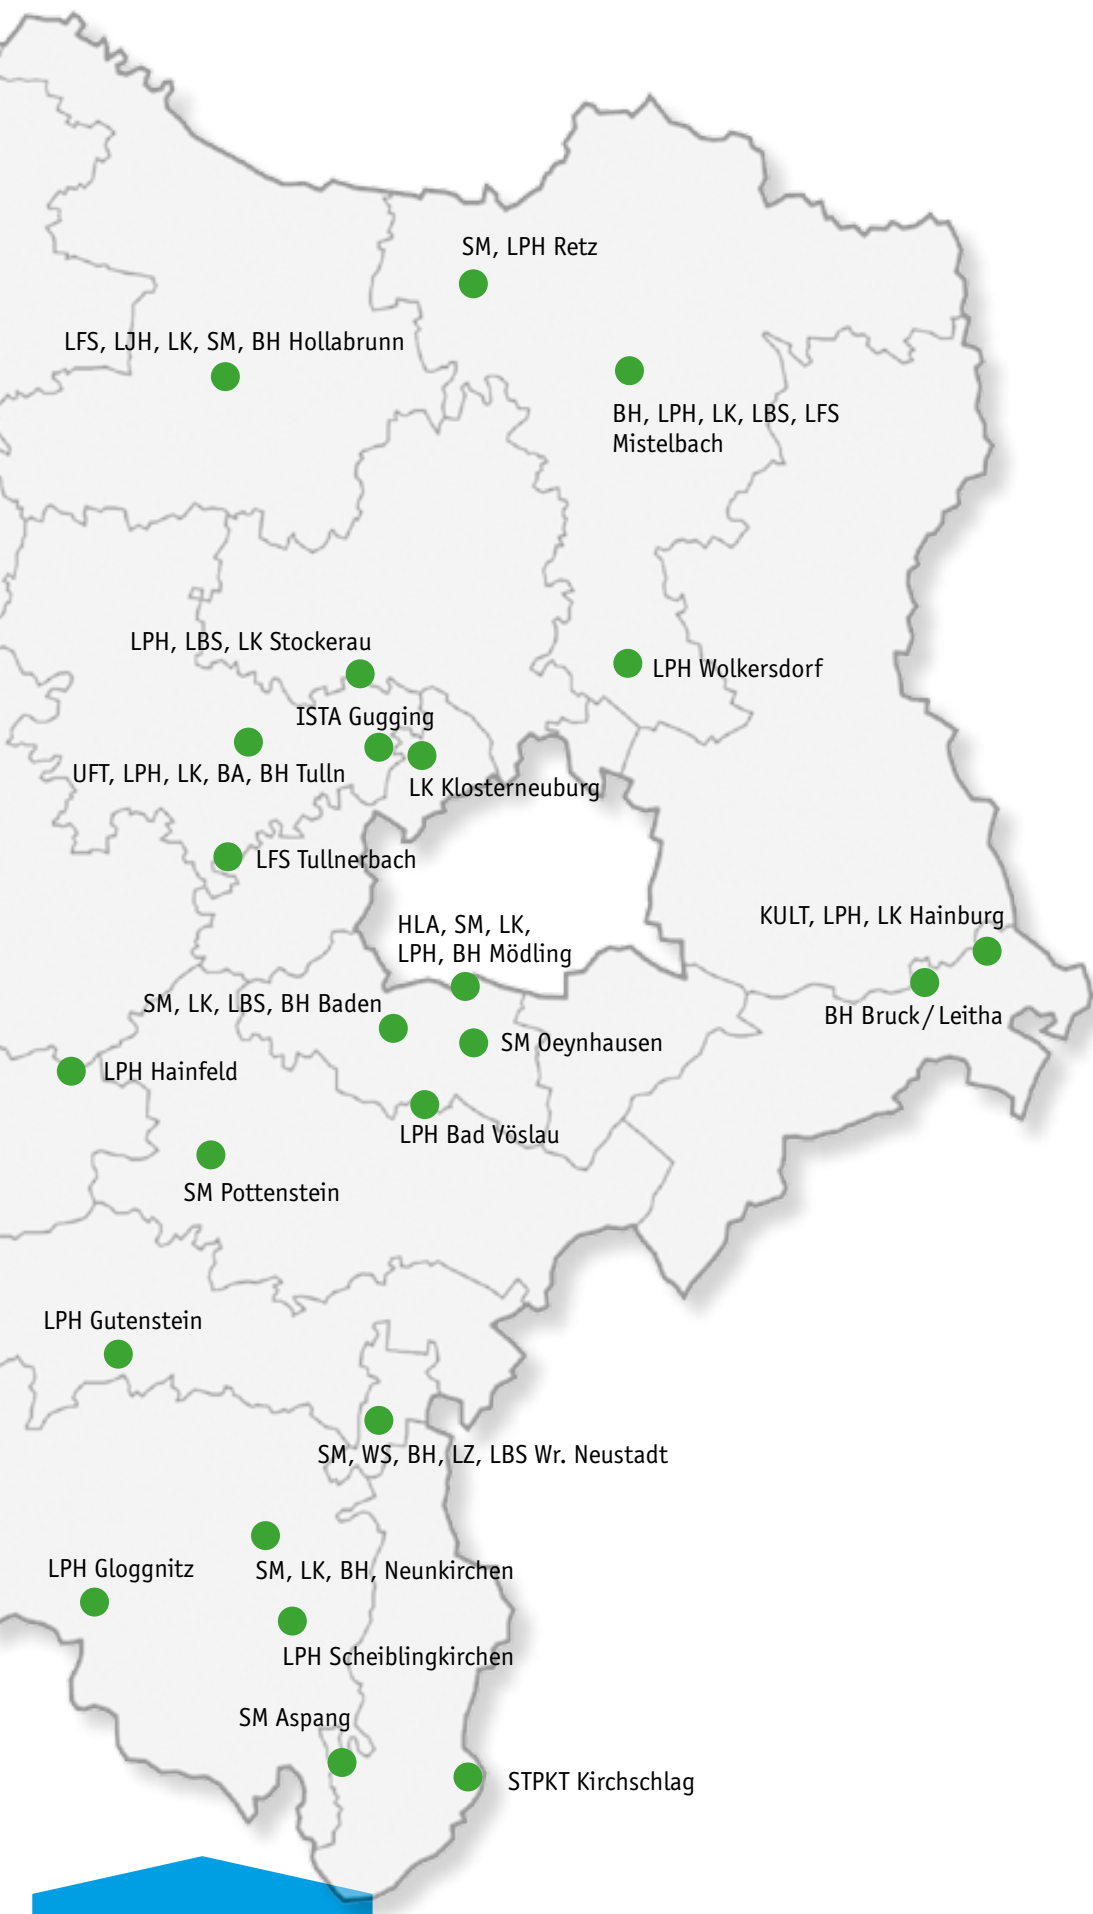 SM, LPH Retz
LFS, LJH, LK, SM, BH Hollabrunn
BH, LPH, LK, LBS, LFS
Mistelbach
LPH, LBS, LK Stockerau
LPH Wolkersdorf
ISTA Gugging
UFT, LPH, LK, BA, BH Tulln
LK Klosterneuburg
LFS Tullnerbach
KULT, LPH, LK Hainburg
HLA, SM, LK,
LPH, BH Mödling
SM, LK, LBS, BH Baden
BH Bruck/Leitha
SM Oeynhausen
LPH Hainfeld
LPH Bad Vöslau
SM Pottenstein
LPH Gutenstein
SM, WS, BH, LZ, LBS Wr. Neustadt
LPH Gloggnitz
SM, LK, BH, Neunkirchen
LPH Scheiblingkirchen
SM Aspang
STPKT Kirchschlag